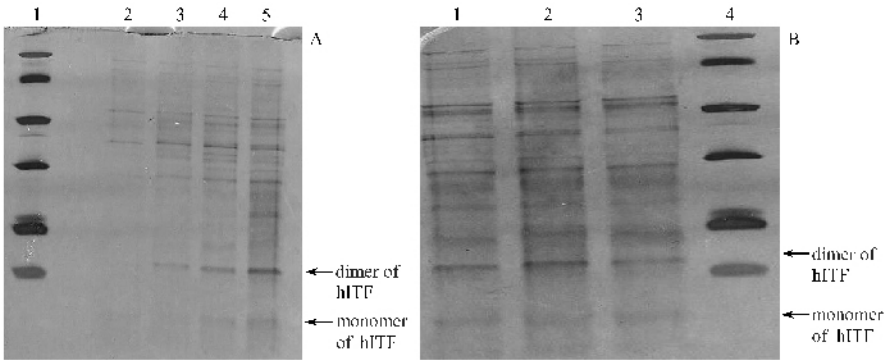 1 2 3 4 5
A
dimer of
hITF
monomer
of hITF
1 2 3 4
B
dimer of
hITF
monomer
of hITF